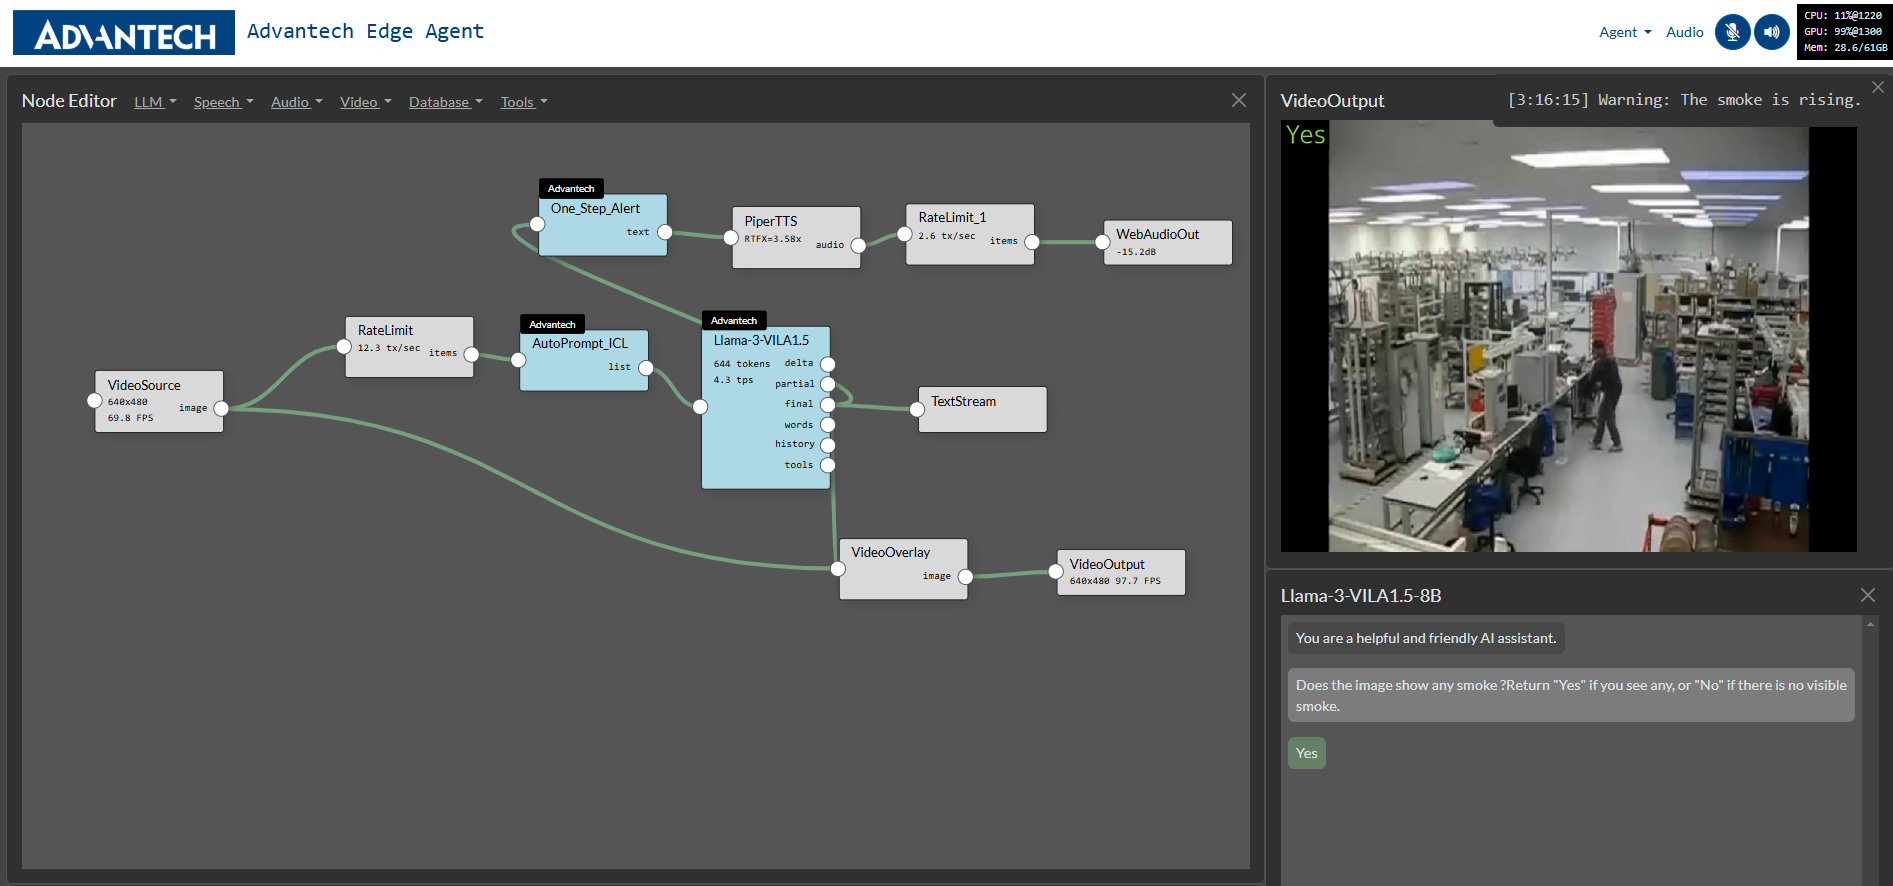 ADVANTECH
Advantech Edge Agent
Agent
Audio
CPU: 11%@1220
GPU: 99%@1300
Mem: 28.6/61GB
Node Editor
LLM
Speech
Audio
Video
Database
Tools
Advantech
One_Step_Alert
text
PiperTTS
RTFX=3.58x
audio
RateLimit_1
2.6 tx/sec
items
WebAudioOut
-15.2dB
RateLimit
12.3 tx/sec
items
Advantech
AutoPrompt_ICL
list
Advantech
Llama-3-VILA1.5
644 tokens
4.3 tps
delta
partial
final
words
history
tools
VideoSource
640x480
69.8 FPS
image
TextStream
VideoOverlay
image
VideoOutput
640x480 97.7 FPS
VideoOutput
[3:16:15] Warning: The smoke is rising.
Yes
Llama-3-VILA1.5-8B
You are a helpful and friendly AI assistant.
Does the image show any smoke ?Return "Yes" if you see any, or "No" if there is no visible
smoke.
Yes